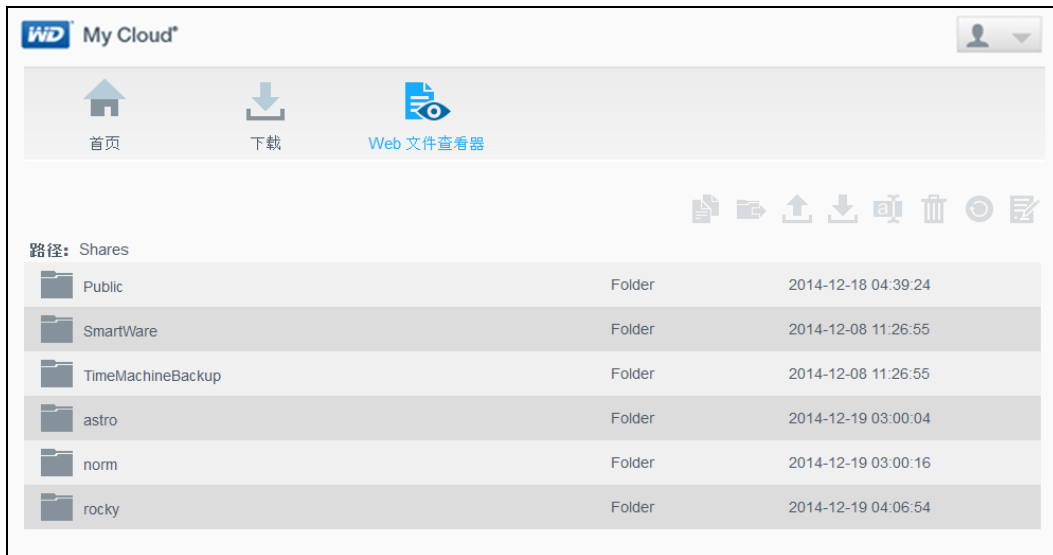 WD My Cloud®
首页 下载 Web 文件查看器
路径: Shares
Public Folder 2014-12-18 04:39:24
SmartWare Folder 2014-12-08 11:26:55
TimeMachineBackup Folder 2014-12-08 11:26:55
astro Folder 2014-12-19 03:00:04
norm Folder 2014-12-19 03:00:16
rocky Folder 2014-12-19 04:06:54